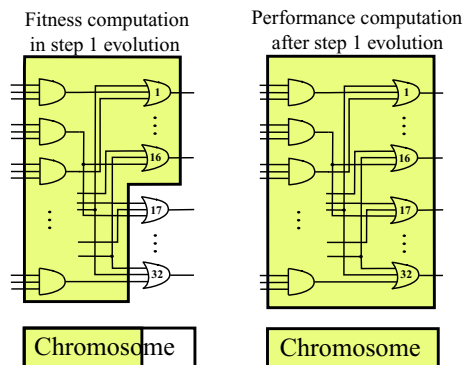 Fitness computation
in step 1 evolution
1
16
17
32
Chromosome
Performance computation
after step 1 evolution
1
16
17
32
Chromosome